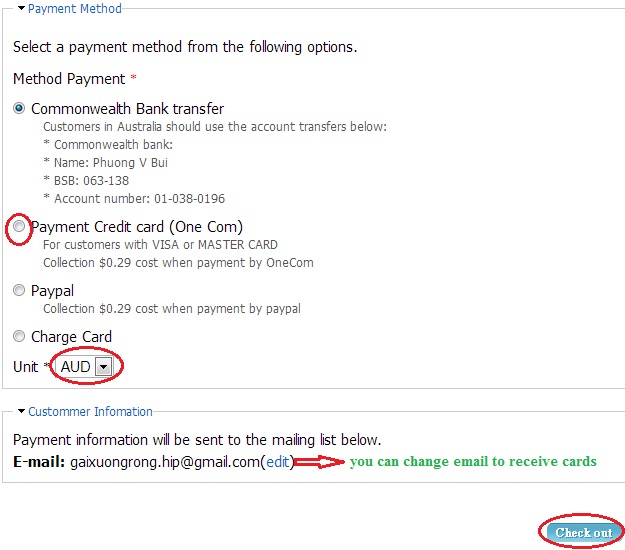 Payment Method
Select a payment method from the following options.
Method Payment *
Commonwealth Bank transfer
Customers in Australia should use the account transfers below:
* Commonwealth bank:
* Name: Phuong V Bui
* BSB: 063-138
* Account number: 01-038-0196
Payment Credit card (One Com)
For customers with VISA or MASTER CARD
Collection $0.29 cost when payment by OneCom
Paypal
Collection $0.29 cost when payment by paypal
Charge Card
Unit * AUD
Custommer Infomation
Payment information will be sent to the mailing list below.
E-mail: gaixuongrong.hip@gmail.com(edit) you can change email to receive cards
Check out